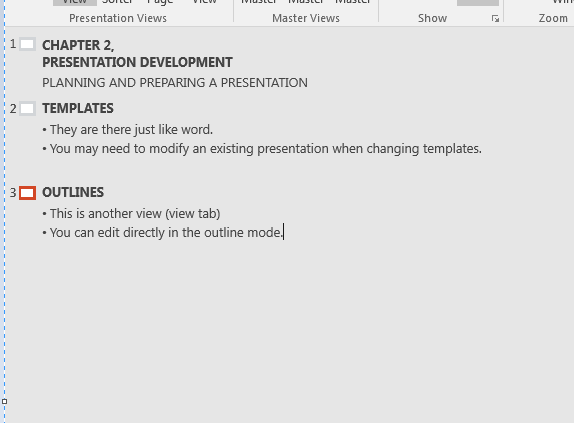 View Sorter Page View Master Master Master
Presentation Views Master Views Show Zoom
1 CHAPTER 2,
PRESENTATION DEVELOPMENT
PLANNING AND PREPARING A PRESENTATION
2 TEMPLATES
• They are there just like word.
• You may need to modify an existing presentation when changing templates.
3 OUTLINES
• This is another view (view tab)
• You can edit directly in the outline mode.